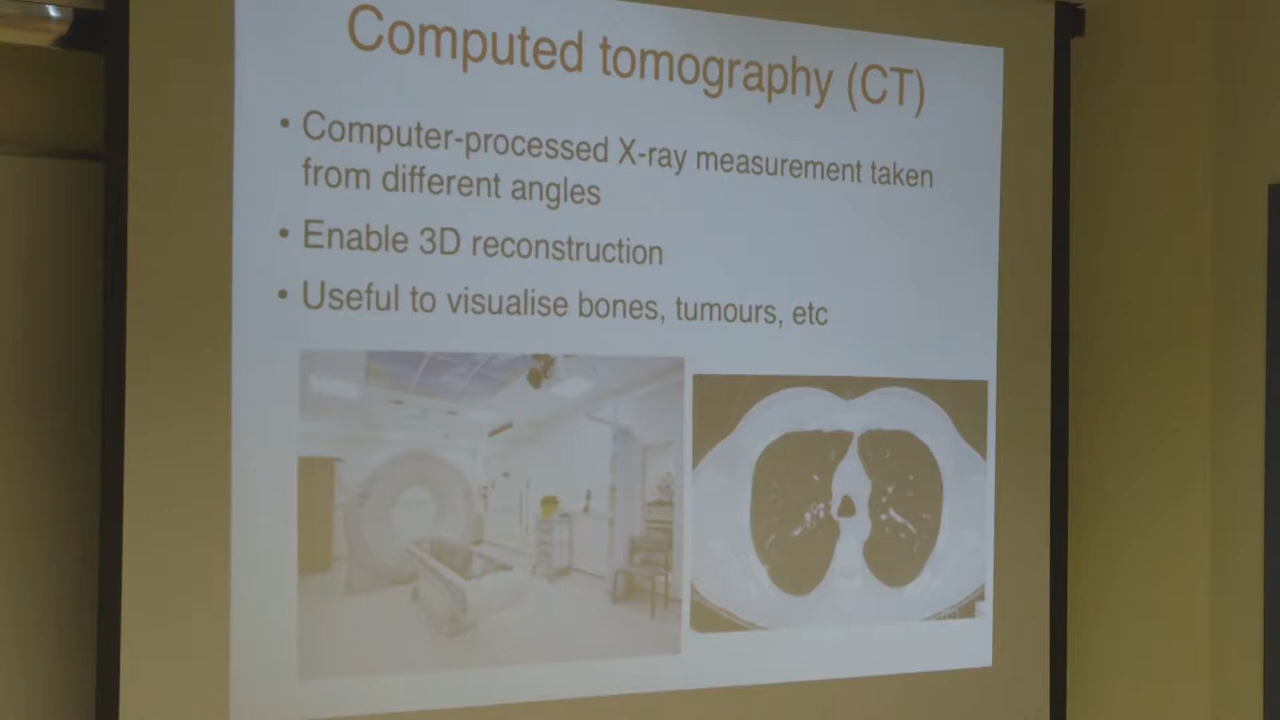 Computed tomography (CT)
• Computer-processed X-ray measurement taken
from different angles
• Enable 3D reconstruction
• Useful to visualise bones, tumours, etc